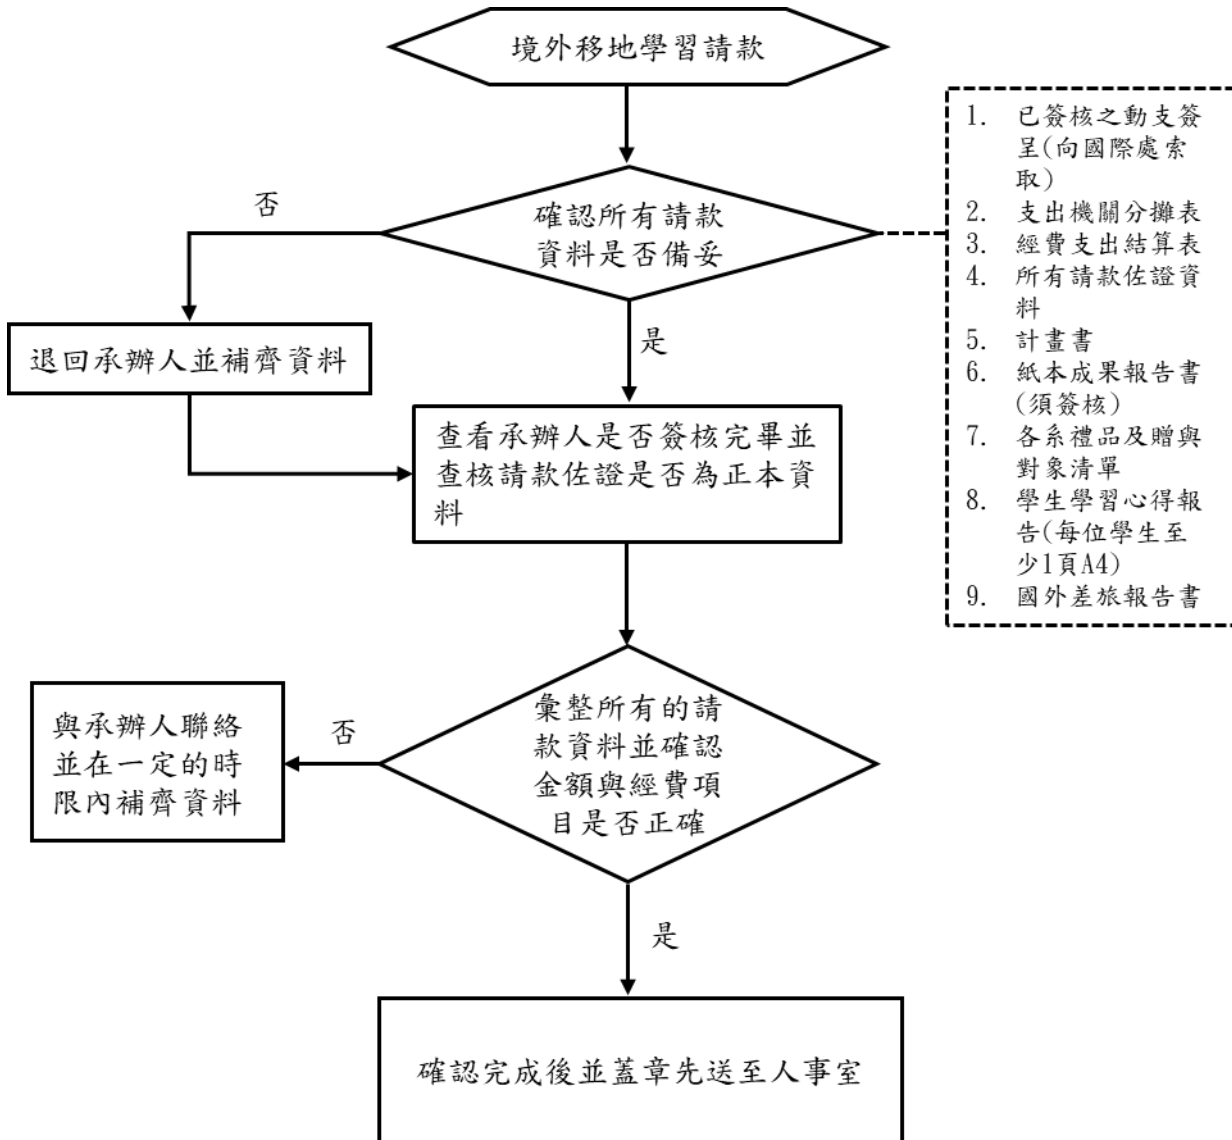 境外移地學習請款
確認所有請款
資料是否備妥
否
是
退回承辦人並補齊資料
1. 已簽核之動支簽
呈(向國際處索
取)
2. 支出機關分攤表
3. 經費支出結算表
4. 所有請款佐證資
料
5. 計畫書
6. 紙本成果報告書
(須簽核)
7. 各系禮品及贈與
對象清單
8. 學生學習心得報
告(每位學生至
少1頁A4)
9. 國外差旅報告書
查看承辦人是否簽核完畢並
查核請款佐證是否為正本資
料
彙整所有的請
款資料並確認
金額與經費項
目是否正確
否
與承辦人聯絡
並在一定的時
限內補齊資料
是
確認完成後並蓋章先送至人事室